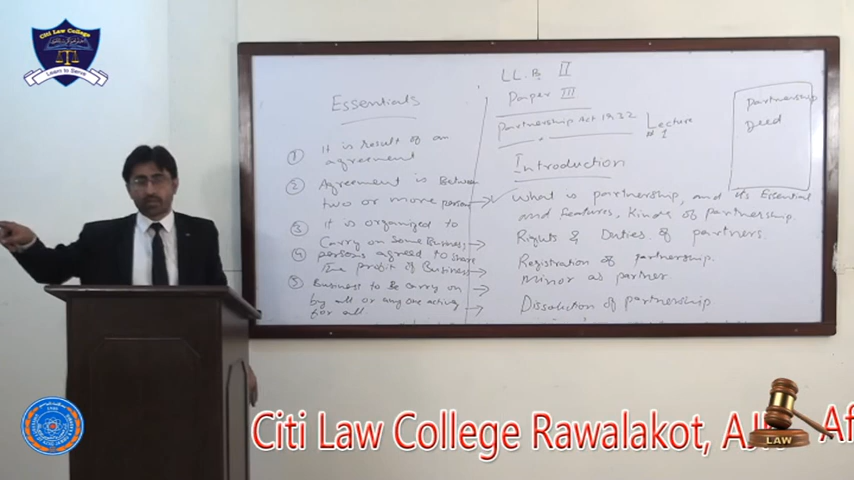 Citi Law College
Learn to Serve
Essentials
① It is result of an
agreement
② Agreement is Between
two or more person
③ it is organized to
Carry on Some Business
④ persons agreed to share
The profit of Business
⑤ Business to be carry on
by all or any one acting
for all
LL.B II
Paper III
Partnership Act 1932
Lecture
# 1
Introduction
What is partnership, and its Essential
and features. Kinds of partnership.
Rights & Duties of partners.
Registration of partnership.
Minor as partner
Dissolution of partnership
partnership
Deed
Citi Law College Rawalakot, AJK
Af
LAW